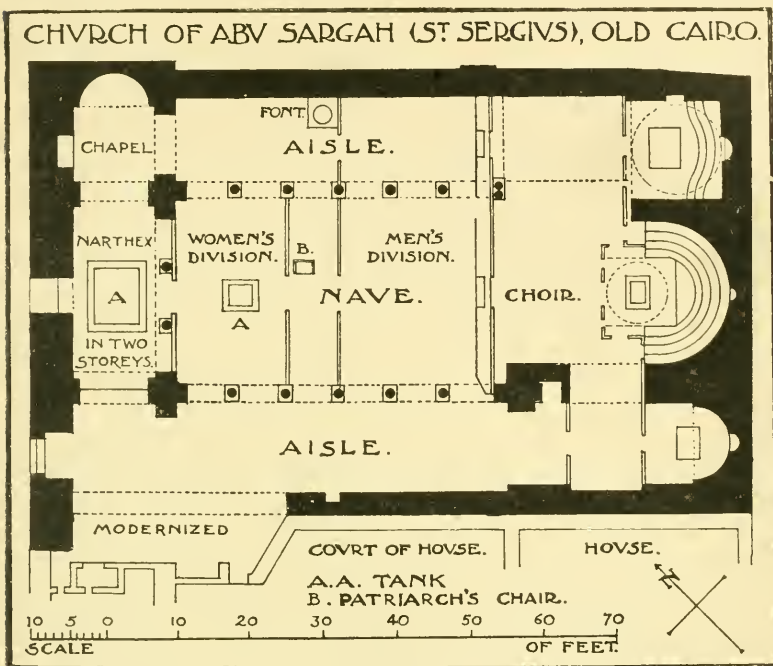 CHVRCH OF ABV SARGAH (ST SERGIVS), OLD CAIRO.
FONT.
CHAPEL
AISLE.
NARTHEX
WOMEN'S
DIVISION.
B.
MEN'S
DIVISION.
A
NAVE.
CHOIR.
A
IN TWO
STOREYS.
AISLE.
MODERNIZED
COVRT OF HOVSE.
HOVSE.
A.A. TANK
B. PATRIARCH'S CHAIR.
N
10 5 0 10 20 30 40 50 60 70
SCALE OF FEET.